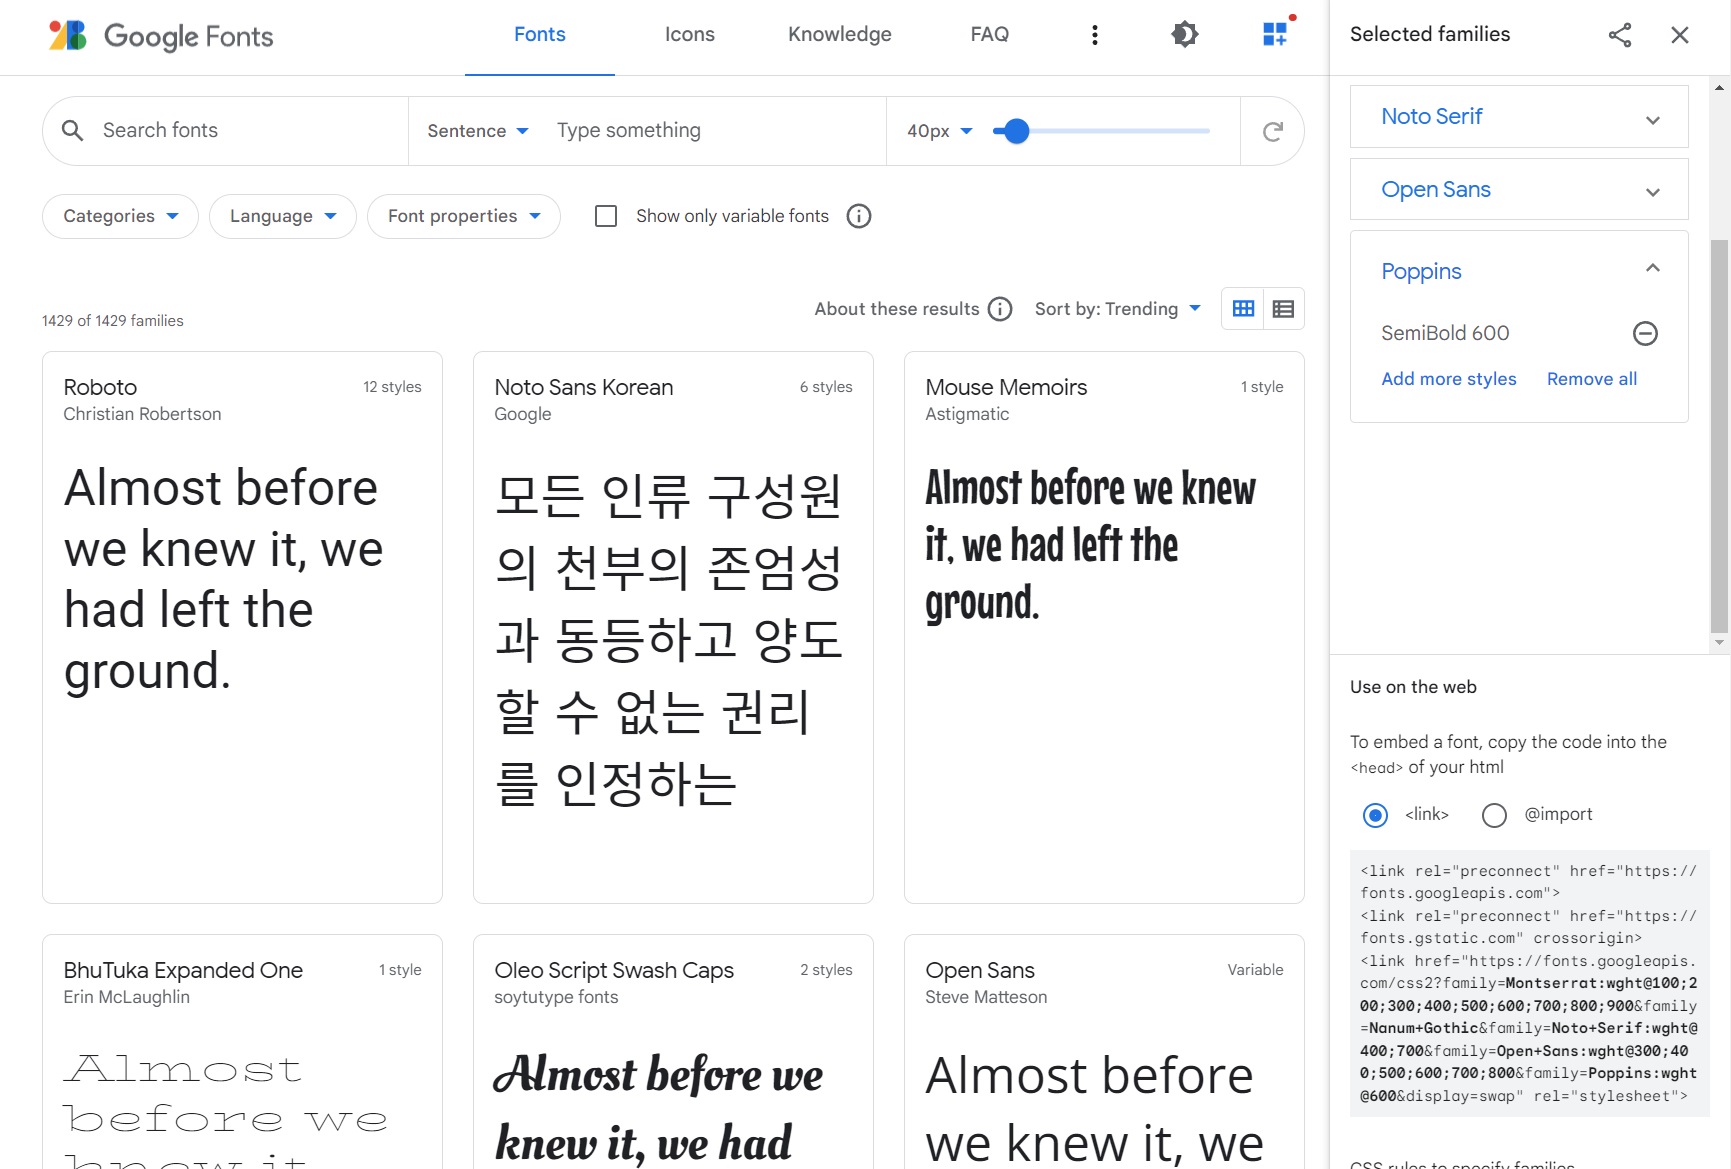 Google Fonts
Fonts
Icons
Knowledge
FAQ
Search fonts
Sentence
Type something
40px
Categories
Language
Font properties
Show only variable fonts
1429 of 1429 families
About these results
Sort by: Trending
Roboto
12 styles
Christian Robertson
Almost before
we knew it, we
had left the
ground.
Noto Sans Korean
6 styles
Google
모든 인류 구성원
의 천부의 존엄성
과 동등하고 양도
할 수 없는 권리
를 인정하는
Mouse Memoirs
1 style
Astigmatic
Almost before we knew
it, we had left the
ground.
BhuTuka Expanded One
1 style
Erin McLaughlin
Almost
before we
knew it,
Oleo Script Swash Caps
2 styles
soytutype fonts
Almost before we
knew it, we had
Open Sans
Variable
Steve Matteson
Almost before
we knew it, we
Selected families
Noto Serif
Open Sans
Poppins
SemiBold 600
Add more styles
Remove all
Use on the web
To embed a font, copy the code into the
<head> of your html
<link>
@import
<link rel="preconnect" href="https://
fonts.googleapis.com">
<link rel="preconnect" href="https://
fonts.gstatic.com" crossorigin>
<link href="https://fonts.googleapis.
com/css2?family=Montserrat:wght@100;2
00;300;400;500;600;700;800;900&family
=Nanum+Gothic&family=Noto+Serif:wght@
400;700&family=Open+Sans:wght@300;40
0;500;600;700;800&family=Poppins:wght
@600&display=swap" rel="stylesheet">
CSS rules to specify families